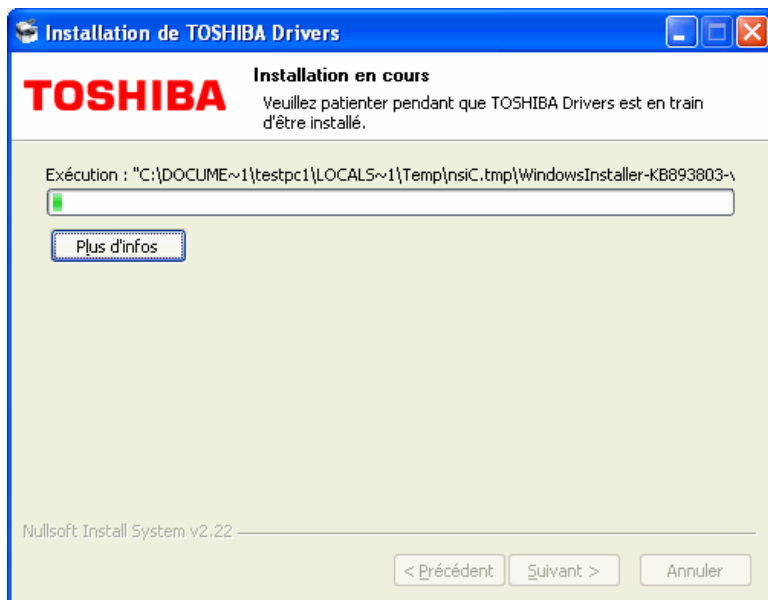 Installation de TOSHIBA Drivers
TOSHIBA
Installation en cours
Veuillez patienter pendant que TOSHIBA Drivers est en train
d'être installé.
Exécution : "C:\DOCUME~1\testpc1\LOCALS~1\Temp\nsiC.tmp\WindowsInstaller-KB893803-
Plus d'infos
Nullsoft Install System v2.22
< Précédent
Suivant >
Annuler